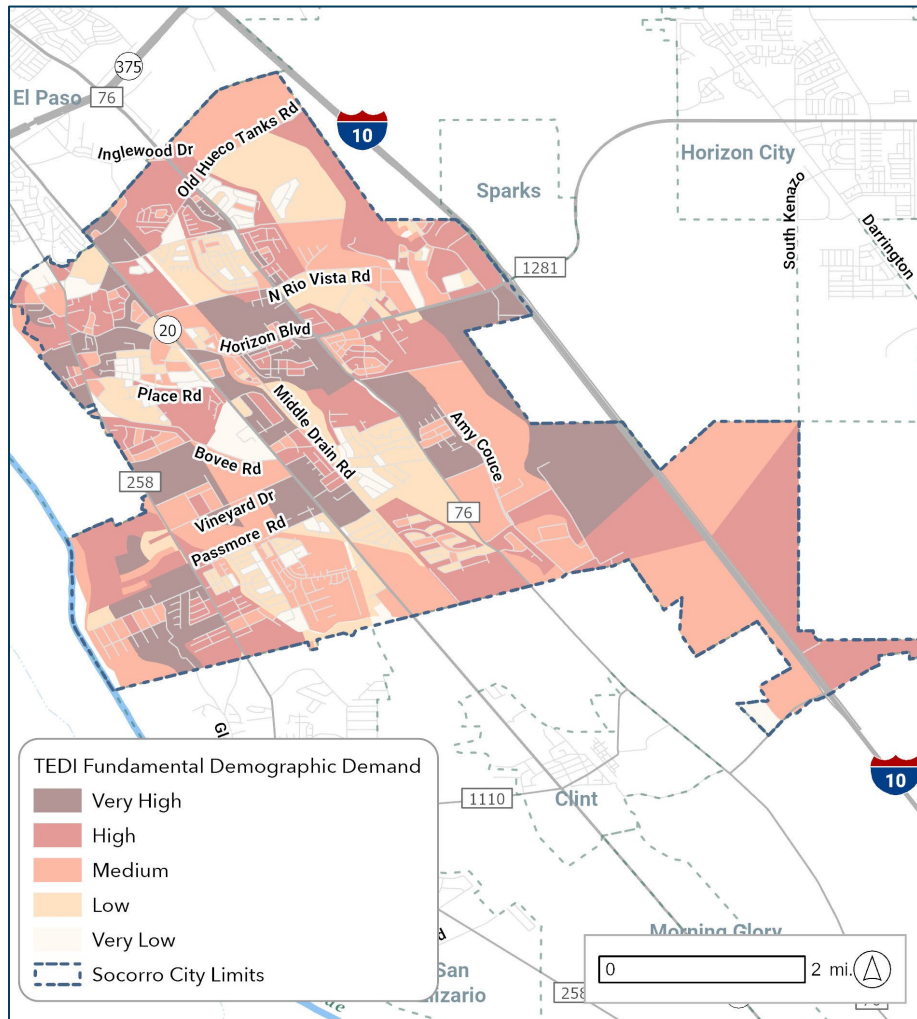 375
El Paso
76
Inglewood Dr
Old Hueco Tanks Rd
10
Sparks
Horizon City
South Kenazo
Darrington
1281
N Rio Vista Rd
20
Horizon Blvd
Place Rd
Middle Drain Rd
Amy Couce
Bovee Rd
258
Vineyard Dr
76
Passmore Rd
Gl
10
1110
Clint
Morning Glory
San
lizario
258
TEDI Fundamental Demographic Demand
Very High
High
Medium
Low
Very Low
Socorro City Limits
0
2 mi.